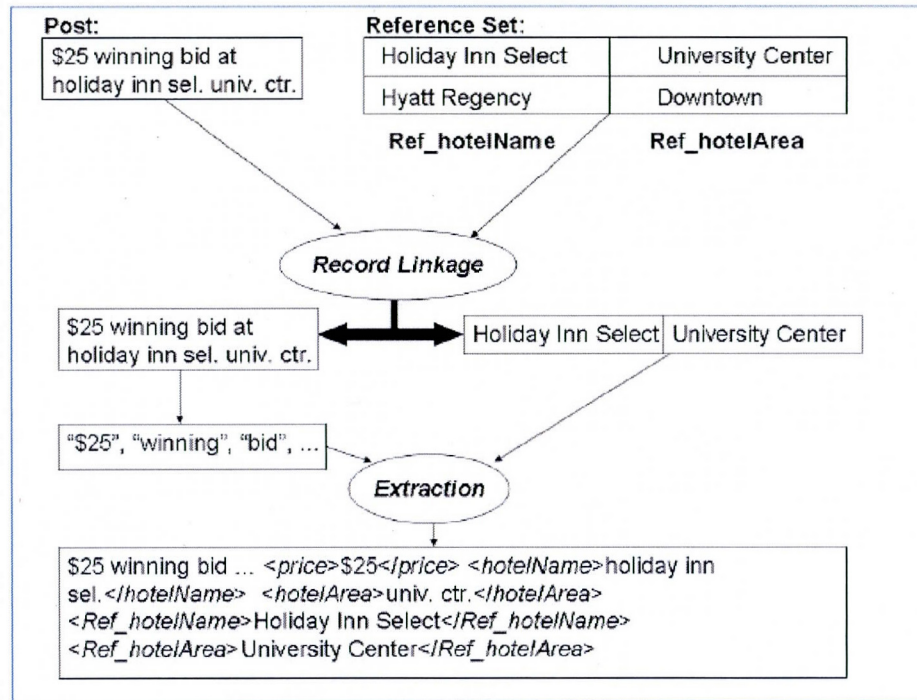 Post:
$25 winning bid at
holiday inn sel. univ. ctr.
Reference Set:
Holiday Inn Select University Center
Hyatt Regency Downtown
Ref_hotelName Ref_hotelArea
Record Linkage
$25 winning bid at
holiday inn sel. univ. ctr.
Holiday Inn Select University Center
“$25”, “winning”, “bid”, ...
Extraction
$25 winning bid ... <price>$25</price> <hotelName>holiday inn
sel.</hotelName> <hotelArea>univ. ctr.</hotelArea>
<Ref_hotelName>Holiday Inn Select</Ref_hotelName>
<Ref_hotelArea>University Center</Ref_hotelArea>